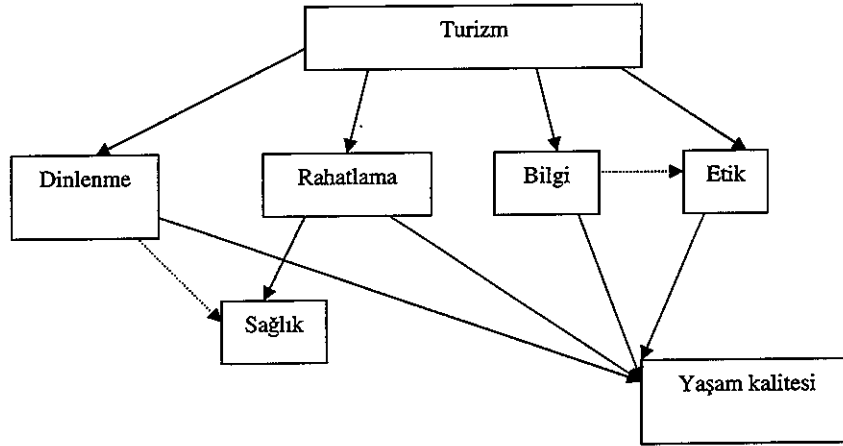 Turizm
Dinlenme
Rahatlama
Bilgi
Etik
Sağlık
Yaşam kalitesi